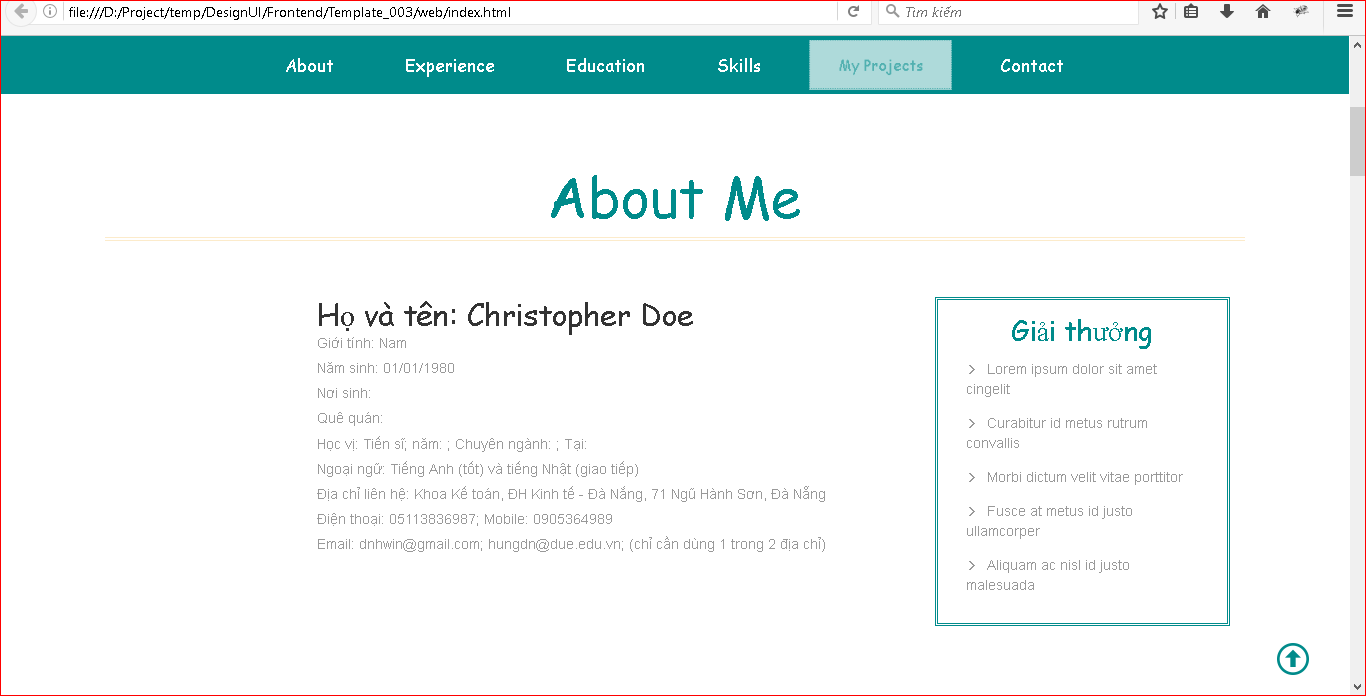 file:///D:/Project/temp/DesignUI/Frontend/Template_003/web/index.html
Tìm kiếm
About Experience Education Skills My Projects Contact
About Me
Họ và tên: Christopher Doe
Giới tính: Nam
Năm sinh: 01/01/1980
Nơi sinh:
Quê quán:
Học vị: Tiến sĩ; năm: ; Chuyên ngành: ; Tại:
Ngoại ngữ: Tiếng Anh (tốt) và tiếng Nhật (giao tiếp)
Địa chỉ liên hệ: Khoa Kế toán, ĐH Kinh tế - Đà Nẵng, 71 Ngũ Hành Sơn, Đà Nẵng
Điện thoại: 05113836987; Mobile: 0905364989
Email: dnhwin@gmail.com; hungdn@due.edu.vn; (chỉ cần dùng 1 trong 2 địa chỉ)
Giải thưởng
Lorem ipsum dolor sit amet
cingelit
Curabitur id metus rutrum
convallis
Morbi dictum velit vitae porttitor
Fusce at metus id justo
ullamcorper
Aliquam ac nisl id justo
malesuada